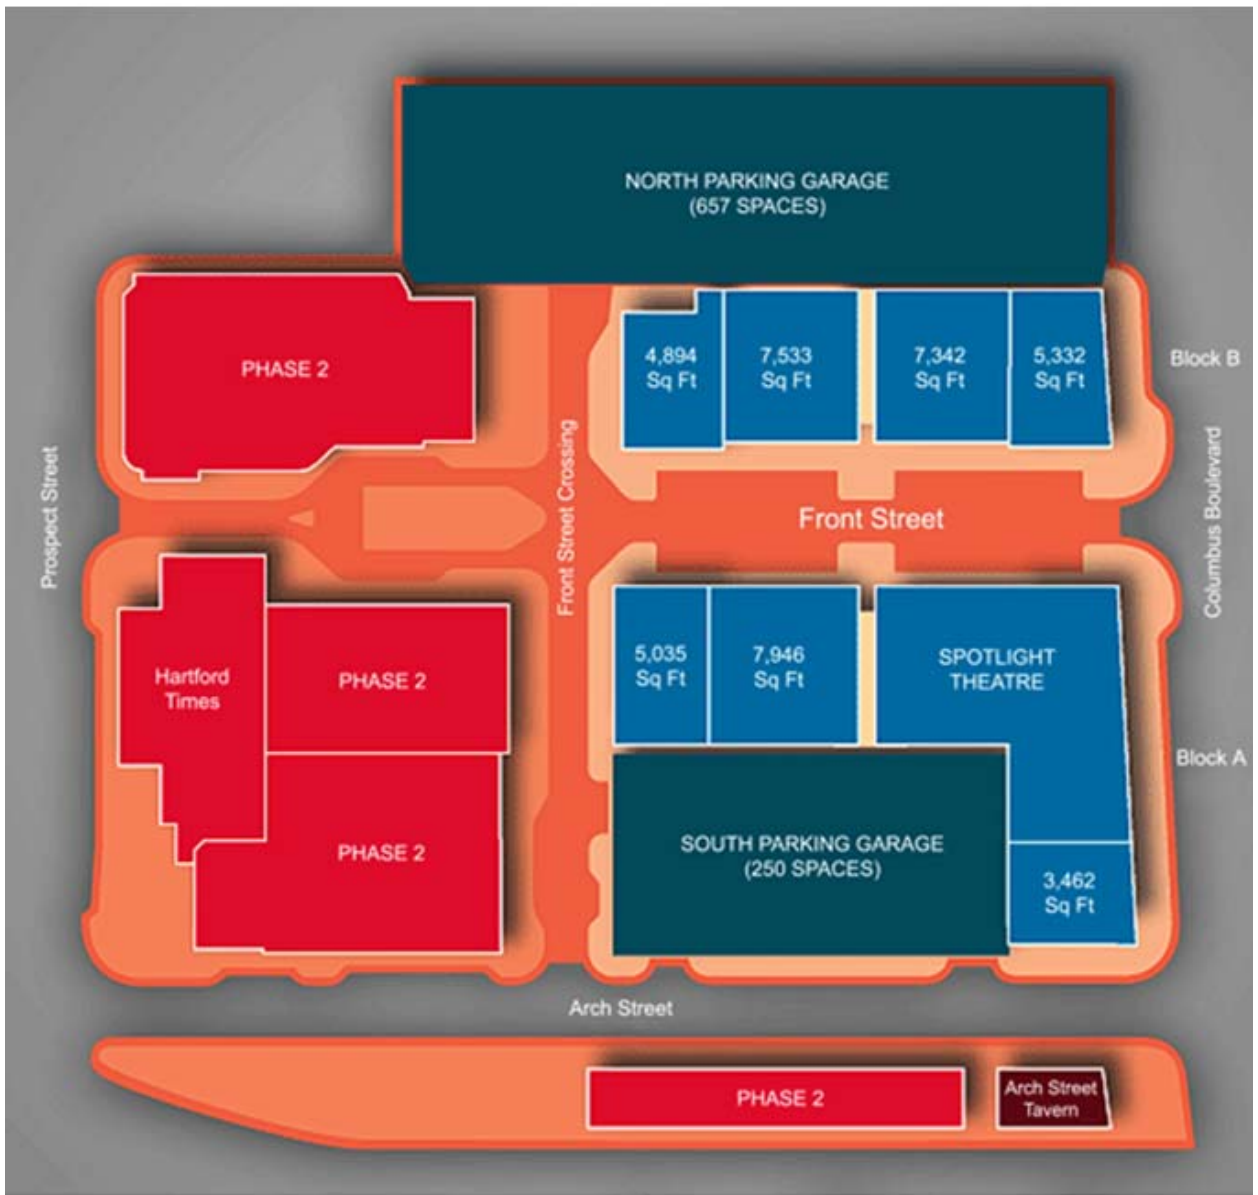 NORTH PARKING GARAGE
(657 SPACES)
PHASE 2
4,894
Sq Ft
7,533
Sq Ft
7,342
Sq Ft
5,332
Sq Ft
Block B
Prospect Street
Front Street Crossing
Front Street
Columbus Boulevard
Hartford
Times
PHASE 2
5,035
Sq Ft
7,946
Sq Ft
SPOTLIGHT
THEATRE
Block A
PHASE 2
SOUTH PARKING GARAGE
(250 SPACES)
3,462
Sq Ft
Arch Street
PHASE 2
Arch Street
Tavern